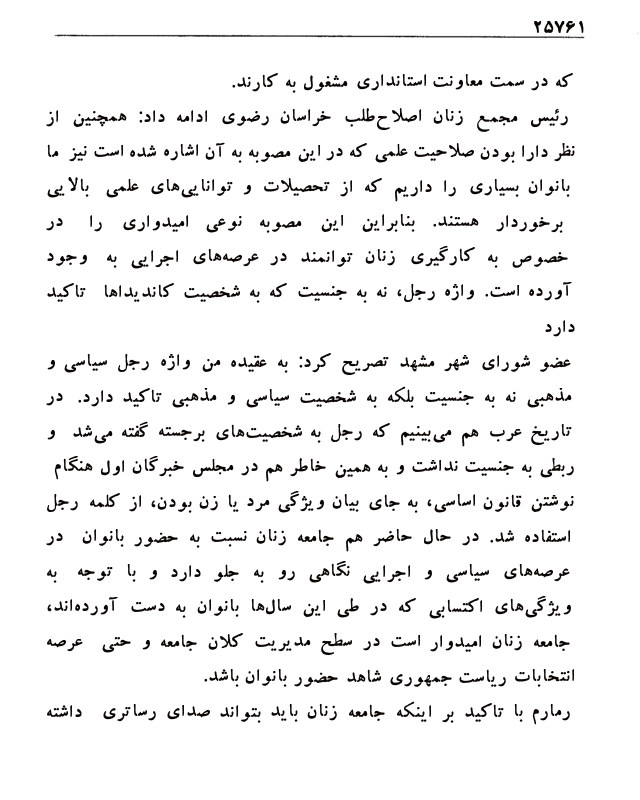 ۲۵۷۶۱
که در سمت معاونت استانداری مشغول به کارند.
رئیس مجمع زنان اصلاح‌طلب خراسان رضوی ادامه داد: همچنین از
نظر دارا بودن صلاحیت علمی که در این مصوبه به آن اشاره شده است نیز ما
بانوان بسیاری را داریم که از تحصیلات و توانایی‌های علمی بالایی
برخوردار هستند. بنابراین این مصوبه نوعی امیدواری را در
خصوص به کارگیری زنان توانمند در عرصه‌های اجرایی به وجود
آورده است. واژه رجل، نه به جنسیت که به شخصیت کاندیداها تاکید
دارد
عضو شورای شهر مشهد تصریح کرد: به عقیده من واژه رجل سیاسی و
مذهبی نه به جنسیت بلکه به شخصیت سیاسی و مذهبی تاکید دارد. در
تاریخ عرب هم می‌بینیم که رجل به شخصیت‌های برجسته گفته می‌شد و
ربطی به جنسیت نداشت و به همین خاطر هم در مجلس خبرگان اول هنگام
نوشتن قانون اساسی، به جای بیان ویژگی مرد یا زن بودن، از کلمه رجل
استفاده شد. در حال حاضر هم جامعه زنان نسبت به حضور بانوان در
عرصه‌های سیاسی و اجرایی نگاهی رو به جلو دارد و با توجه به
ویژگی‌های اکتسابی که در طی این سال‌ها بانوان به دست آورده‌اند،
جامعه زنان امیدوار است در سطح مدیریت کلان جامعه و حتی عرصه
انتخابات ریاست جمهوری شاهد حضور بانوان باشد.
رمارم با تاکید بر اینکه جامعه زنان باید بتواند صدای رساتری داشته